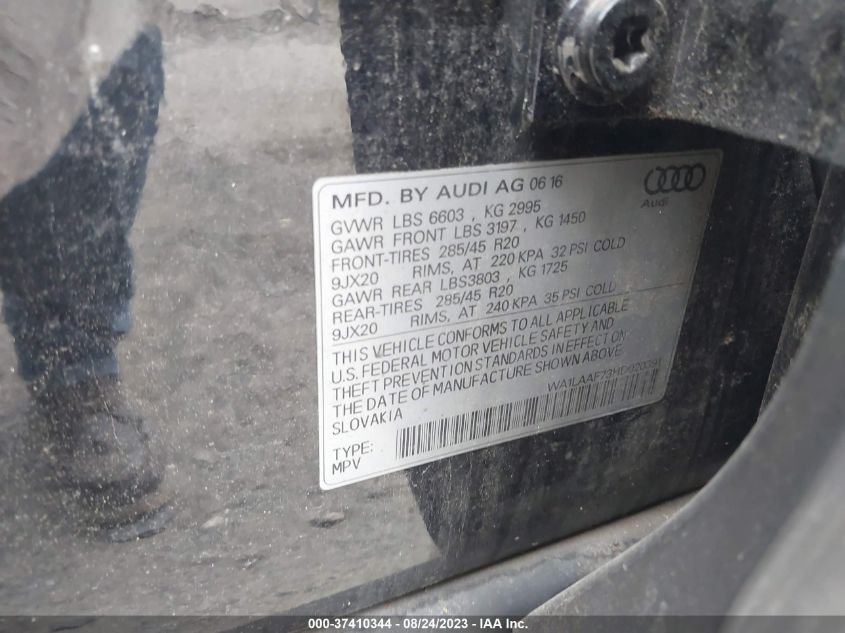 MFD. BY AUDI AG 06 16
Audi
GVWR LBS 6603 , KG 2995
GAWR FRONT LBS 3197 , KG 1450
FRONT-TIRES 285/45 R20
9JX20 RIMS, AT 220 KPA 32 PSI COLD
GAWR REAR LBS3803 , KG 1725
REAR-TIRES 285/45 R20
9JX20 RIMS, AT 240 KPA 35 PSI COLD
THIS VEHICLE CONFORMS TO ALL APPLICABLE
U.S. FEDERAL MOTOR VEHICLE SAFETY AND
THEFT PREVENTION STANDARDS IN EFFECT ON
THE DATE OF MANUFACTURE SHOWN ABOVE.
SLOVAKIA
WA1LAAF73HD020391
TYPE:
MPV
000-37410344 - 08/24/2023 - IAA Inc.